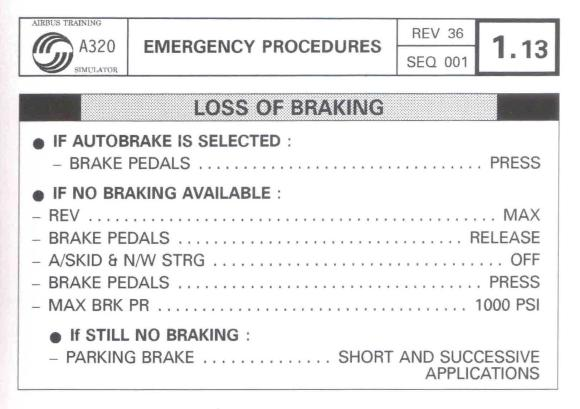 AIRBUS TRAINING
A320
SIMULATOR
EMERGENCY PROCEDURES
REV 36
SEQ 001
1.13
LOSS OF BRAKING
● IF AUTOBRAKE IS SELECTED :
– BRAKE PEDALS . . . . . . . . . . . . . . . . . . . . . . . . . . . . . . . PRESS
● IF NO BRAKING AVAILABLE :
– REV . . . . . . . . . . . . . . . . . . . . . . . . . . . . . . . . . . . . . . . . . MAX
– BRAKE PEDALS . . . . . . . . . . . . . . . . . . . . . . . . . . . . RELEASE
– A/SKID & N/W STRG . . . . . . . . . . . . . . . . . . . . . . . . . . . . OFF
– BRAKE PEDALS . . . . . . . . . . . . . . . . . . . . . . . . . . . . . . PRESS
– MAX BRK PR . . . . . . . . . . . . . . . . . . . . . . . . . . . . . . 1000 PSI
● If STILL NO BRAKING :
– PARKING BRAKE . . . . . . . . . . . . . . SHORT AND SUCCESSIVE
APPLICATIONS